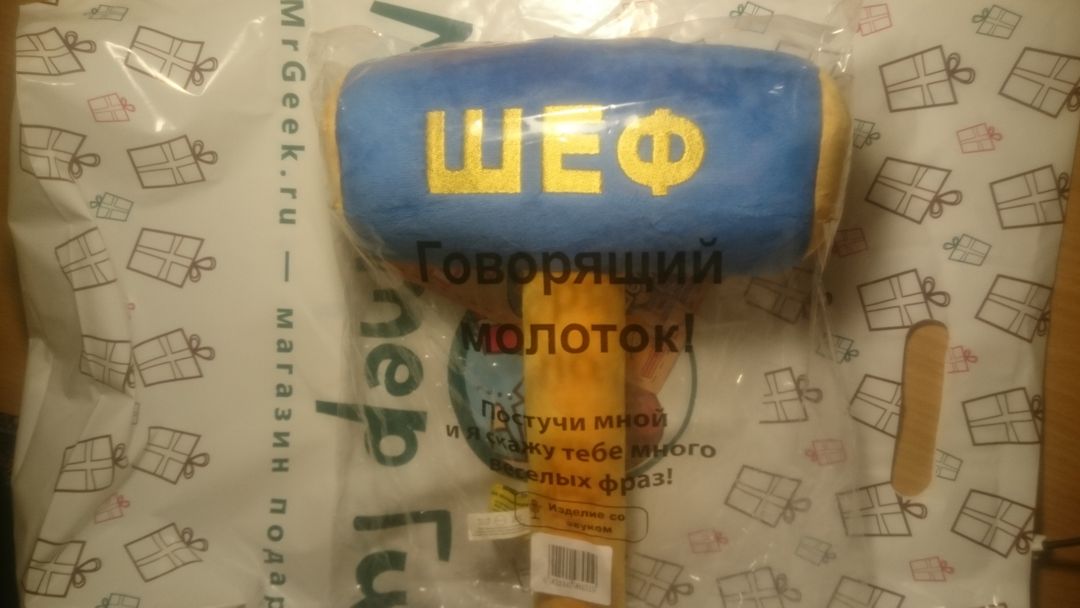 ШЕФ
Говорящий
молоток!
Постучи мной
и я скажу тебе много
веселых фраз!
Изделие со
звуком
MrGeek.ru — магазин подар